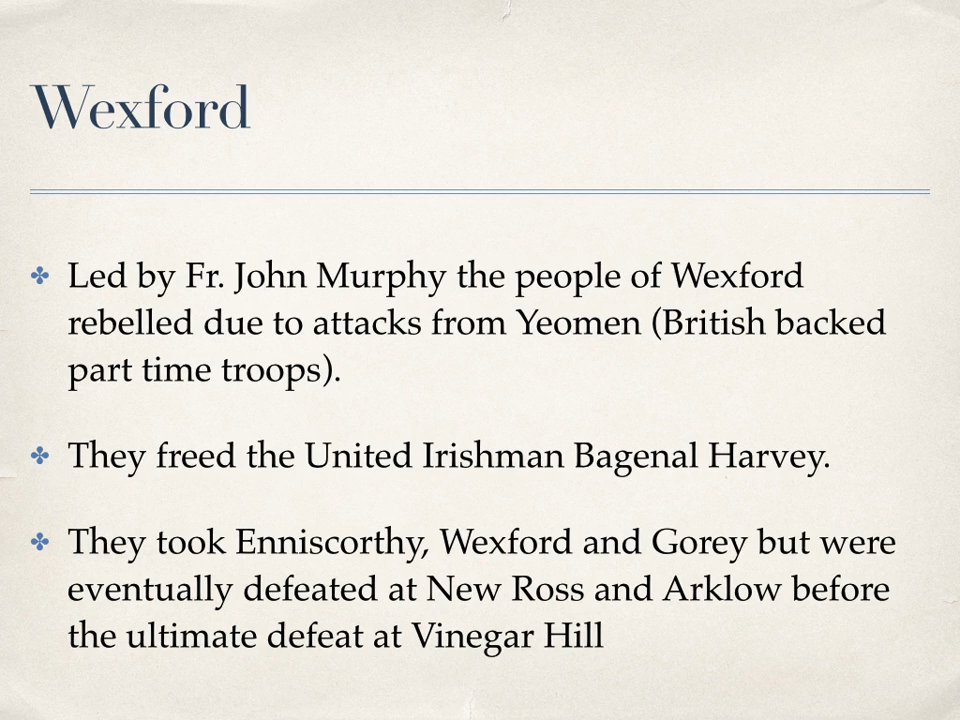 Wexford
Led by Fr. John Murphy the people of Wexford
rebelled due to attacks from Yeomen (British backed
part time troops).
They freed the United Irishman Bagenal Harvey.
They took Enniscorthy, Wexford and Gorey but were
eventually defeated at New Ross and Arklow before
the ultimate defeat at Vinegar Hill